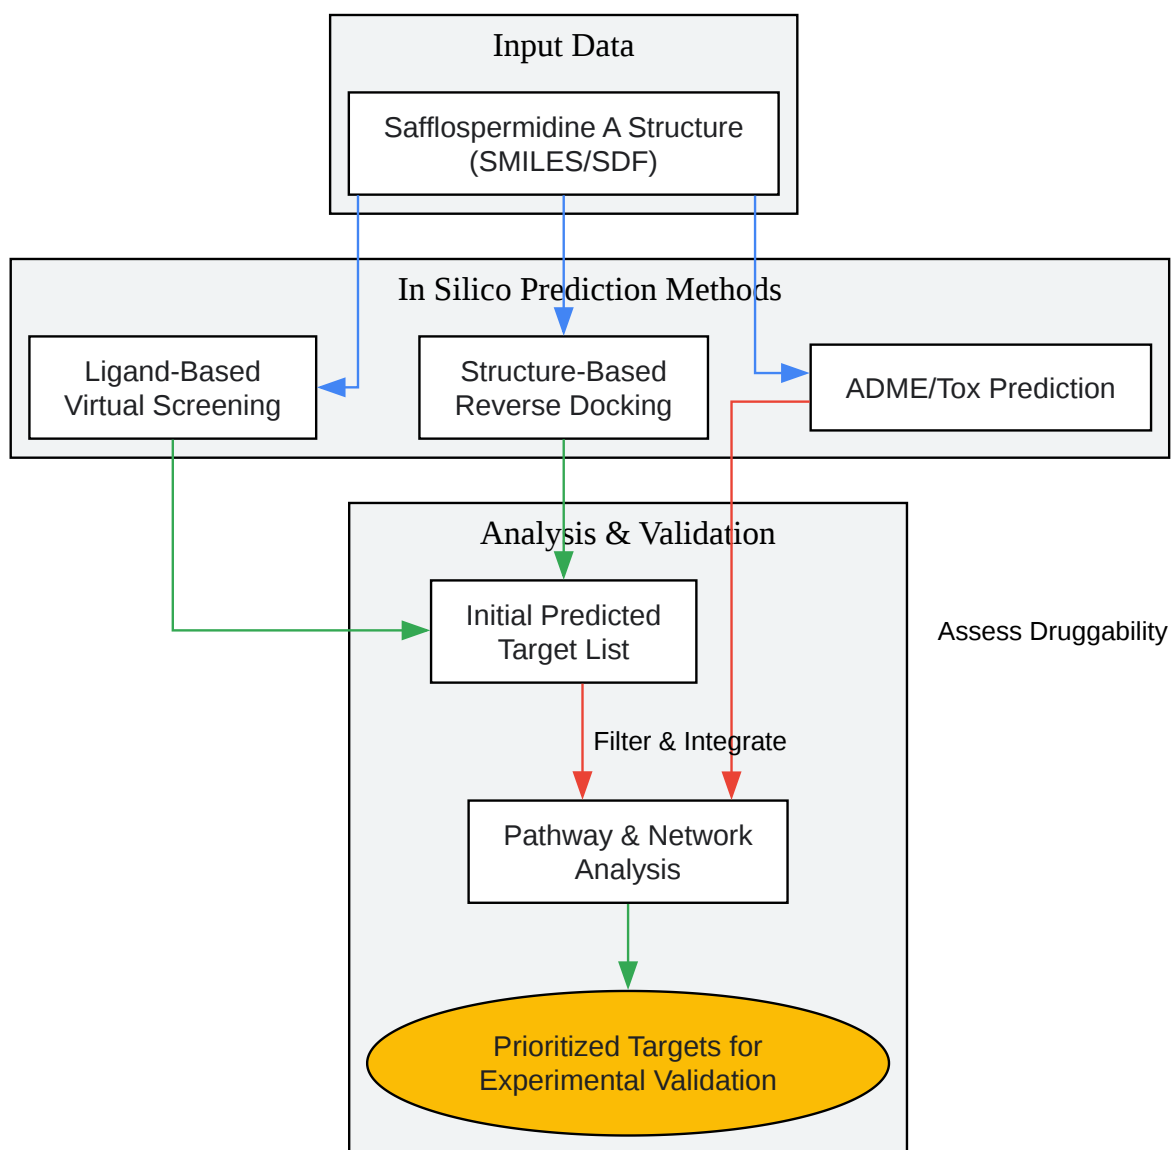 Input Data
Safflospermidine A Structure
(SMILES/SDF)
In Silico Prediction Methods
Ligand-Based
Virtual Screening
Structure-Based
Reverse Docking
ADME/Tox Prediction
Analysis & Validation
Initial Predicted
Target List
Assess Druggability
Filter & Integrate
Pathway & Network
Analysis
Prioritized Targets for
Experimental Validation